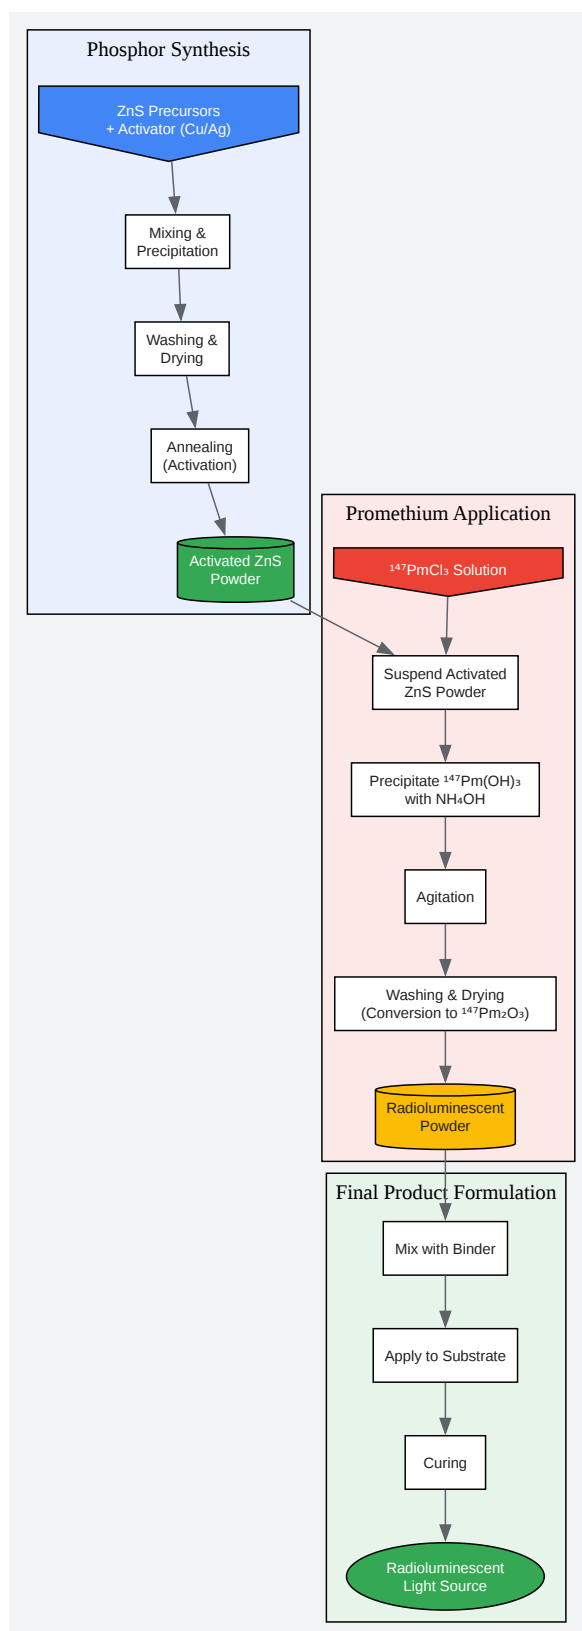 Phosphor Synthesis
ZnS Precursors
+ Activator (Cu/Ag)
Mixing &
Precipitation
Washing &
Drying
Annealing
(Activation)
Activated ZnS
Powder
Promethium Application
¹⁴⁷PmCl₃ Solution
Suspend Activated
ZnS Powder
Precipitate ¹⁴⁷Pm(OH)₃
with NH₄OH
Agitation
Washing & Drying
(Conversion to ¹⁴⁷Pm₂O₃)
Radioluminescent
Powder
Final Product Formulation
Mix with Binder
Apply to Substrate
Curing
Radioluminescent
Light Source